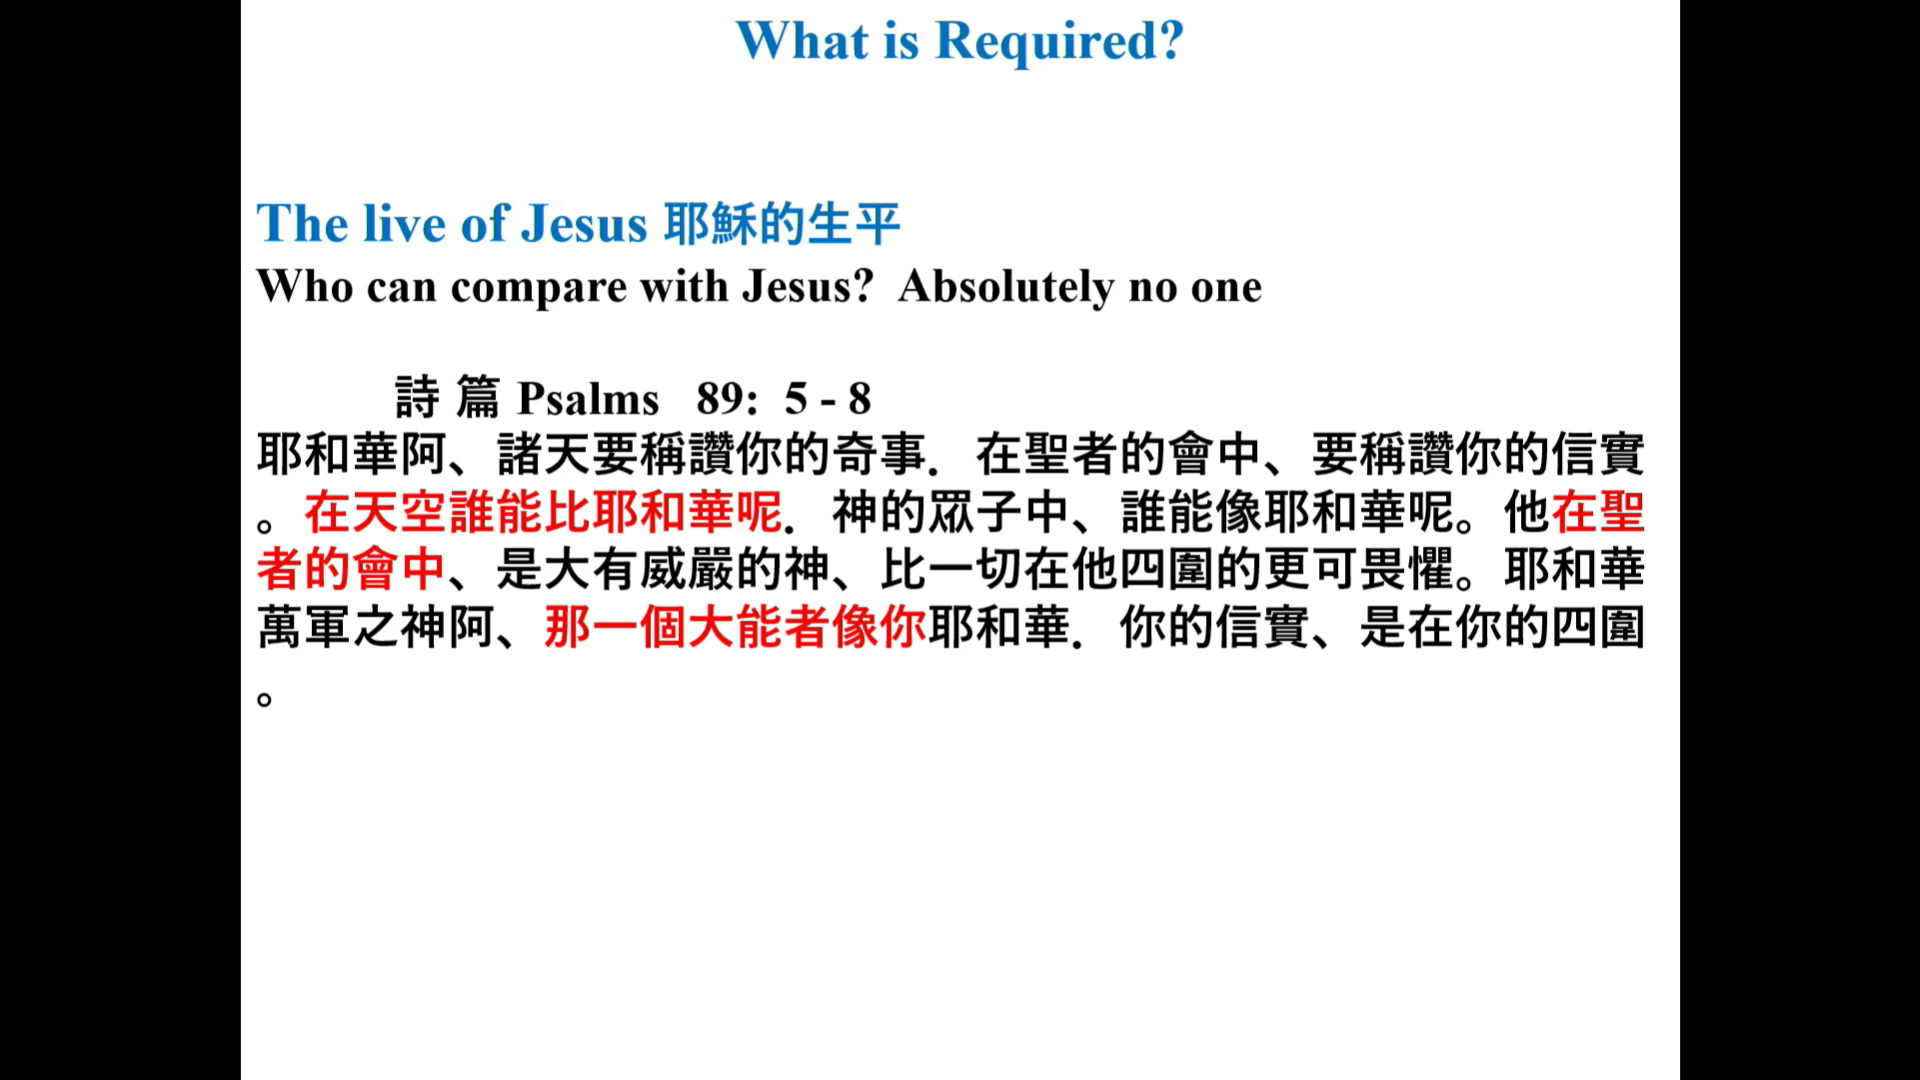 What is Required?
The live of Jesus 耶穌的生平
Who can compare with Jesus?  Absolutely no one
詩 篇 Psalms   89:  5 - 8
耶和華阿、諸天要稱讚你的奇事．在聖者的會中、要稱讚你的信實
。在天空誰能比耶和華呢．神的眾子中、誰能像耶和華呢。他在聖
者的會中、是大有威嚴的神、比一切在他四圍的更可畏懼。耶和華
萬軍之神阿、那一個大能者像你耶和華．你的信實、是在你的四圍
。